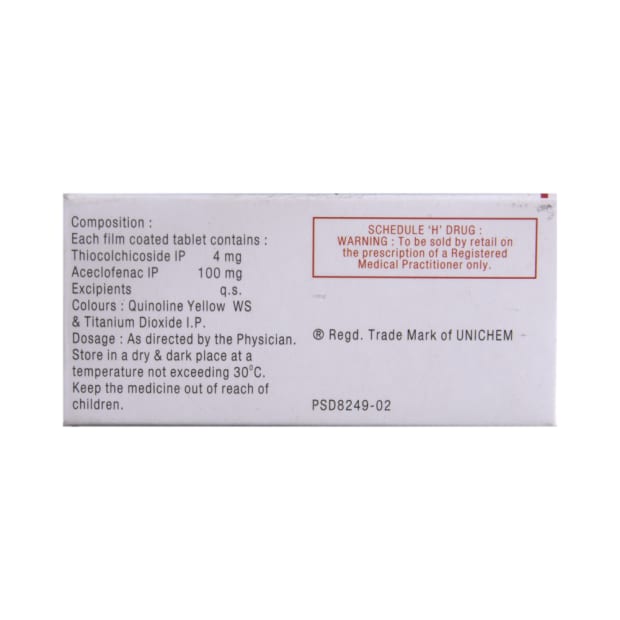 Composition :
Each film coated tablet contains :
Thiocolchicoside IP 4 mg
Aceclofenac IP 100 mg
Excipients q.s.
Colours : Quinoline Yellow WS
& Titanium Dioxide I.P.
Dosage : As directed by the Physician.
Store in a dry & dark place at a
temperature not exceeding 30°C.
Keep the medicine out of reach of
children.
SCHEDULE 'H' DRUG :
WARNING : To be sold by retail on
the prescription of a Registered
Medical Practitioner only.
® Regd. Trade Mark of UNICHEM
PSD8249-02